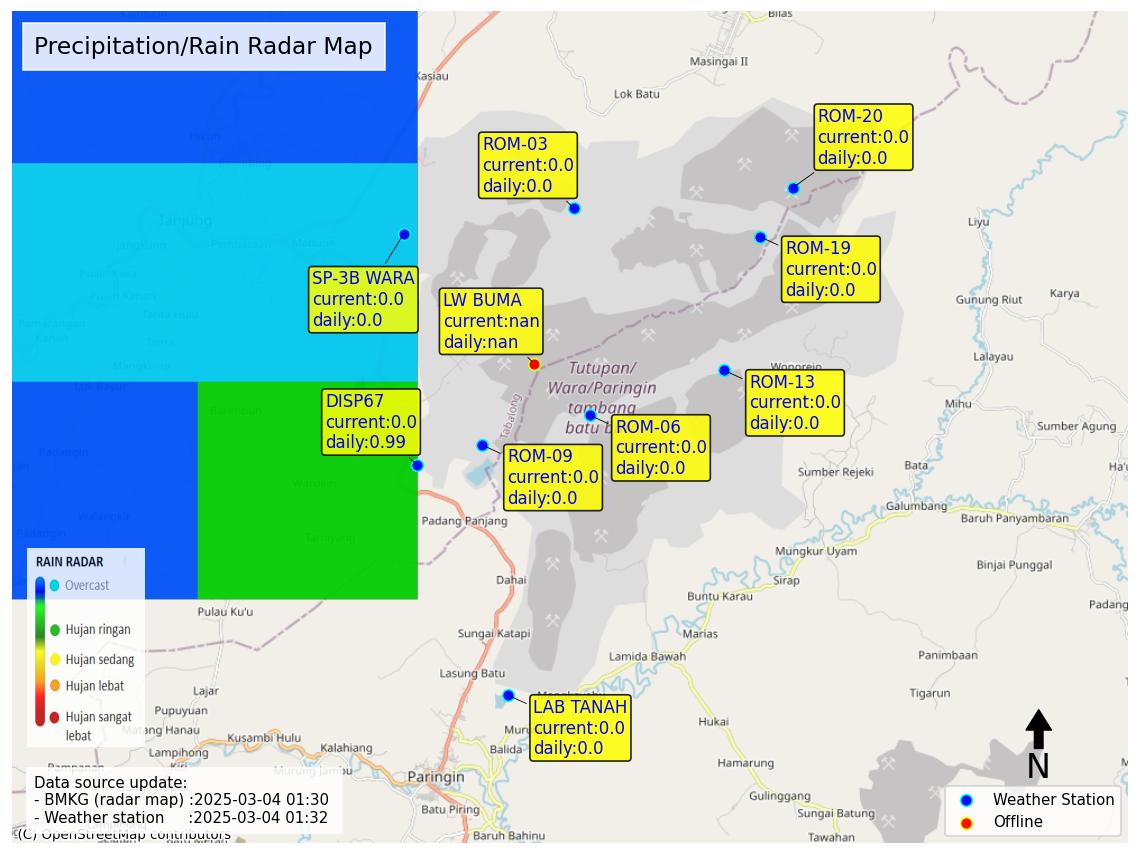 Precipitation/Rain Radar Map
Bilas
Masingai II
Kasiau
Lok Batu
ROM-20
current:0.0
daily:0.0
ROM-03
current:0.0
daily:0.0
Tanjung
Liyu
ROM-19
current:0.0
daily:0.0
SP-3B WARA
current:0.0
daily:0.0
LW BUMA
current:nan
daily:nan
Gunung Riut
Karya
Lalayau
Wonorejo
Tutupan/
Wara/Paringin
tambang
batu b
Tabalong
ROM-13
current:0.0
daily:0.0
DISP67
current:0.0
daily:0.99
ROM-06
current:0.0
daily:0.0
ROM-09
current:0.0
daily:0.0
Mihu
Sumber Agung
Bata
Sumber Rejeki
Galumbang
Baruh Panyambaran
Padang Panjang
Mungkur Uyam
Binjai Punggal
Dahai
Sirap
Buntu Karau
Padang
Pulau Ku'u
Sungai Katapi
Marias
Lamida Bawah
Panimbaan
Lasung Batu
Tigarun
RAIN RADAR
Overcast
Hujan ringan
Hujan sedang
Hujan lebat
Hujan sangat
lebat
Lajar
Pupuyuan
Matang Hanau
Lampihong
Kusambi Hulu
Kalahiang
Murung Jambu
LAB TANAH
current:0.0
daily:0.0
Balida
Hukai
Hamarung
Paringin
Batu Piring
Baruh Bahinu
Gulinggang
Sungai Batung
Tawahan
N
Weather Station
Offline
Data source update:
- BMKG (radar map) :2025-03-04 01:30
- Weather station :2025-03-04 01:32
(C) OpenStreetMap contributors